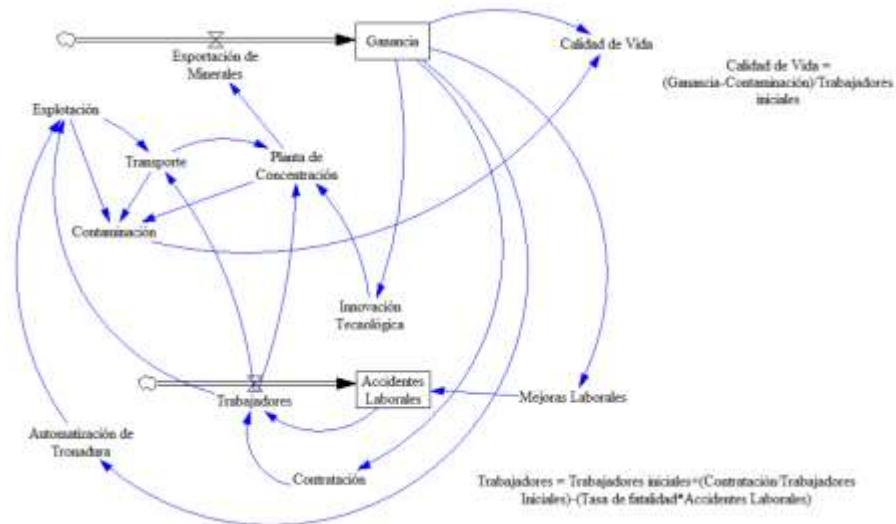 Ganancia
Calidad de Vida
Exportación de
Minerales
Calidad de Vida =
(Ganancia-Contaminación)/Trabajadores
iniciales
Explotación
Transporte
Planta de
Concentración
Contaminación
Innovación
Tecnológica
Accidentes
Laborales
Trabajadores
Mejoras Laborales
Automatización de
Tronadura
Contratación
Trabajadores = Trabajadores iniciales+(Contratación/Trabajadores
Iniciales)-(Tasa de fatalidad*Accidentes Laborales)